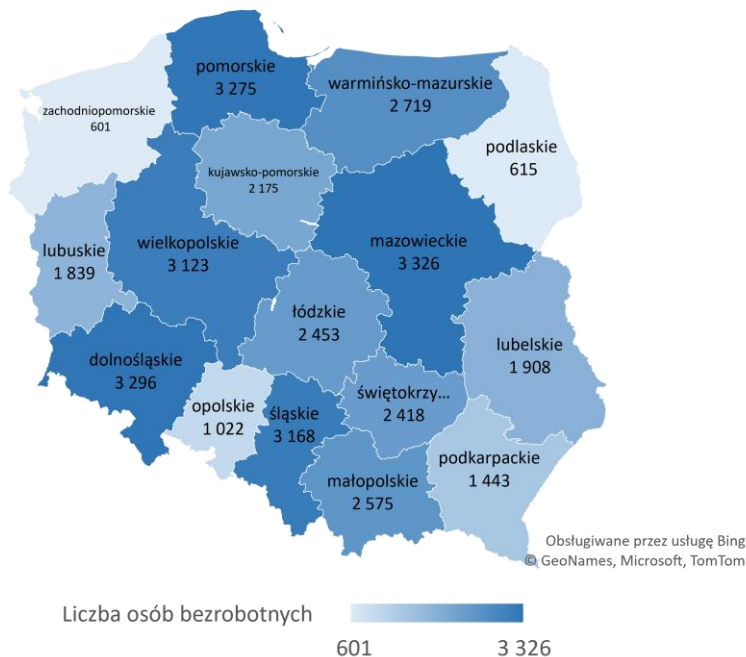 pomorskie
3 275
warmińsko-mazurskie
2 719
zachodniopomorskie
601
podlaskie
615
kujawsko-pomorskie
2 175
wielkopolskie
3 123
mazowieckie
3 326
lubuskie
1 839
łódzkie
2 453
lubelskie
1 908
dolnośląskie
3 296
opolskie
1 022
śląskie
3 168
świętokrzy...
2 418
małopolskie
2 575
podkarpackie
1 443
Obsługiwane przez usługę Bing
© GeoNames, Microsoft, TomTom
Liczba osób bezrobotnych
601 3 326